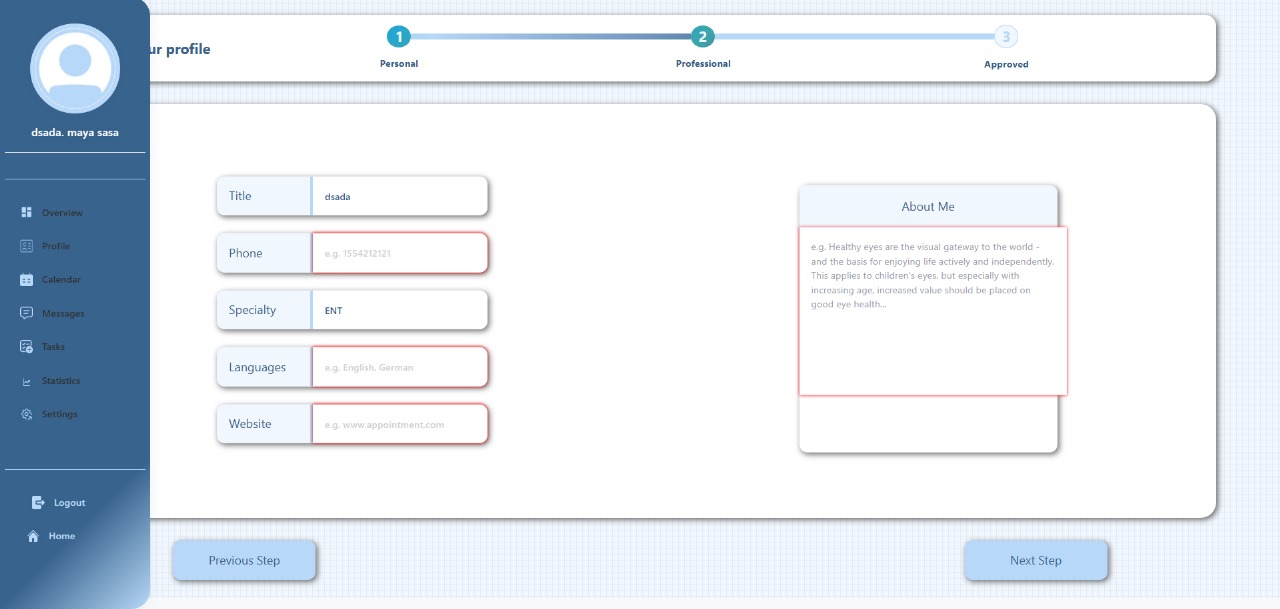 dsada. maya sasa
Overview
Profile
Calendar
Messages
Tasks
Statistics
Settings
Logout
Home
ur profile
1
2
3
Personal
Professional
Approved
Title
dsada
Phone
e.g. 1554212121
Specialty
ENT
Languages
e.g. English, German
Website
e.g. www.appointment.com
About Me
e.g. Healthy eyes are the visual gateway to the world -
and the basis for enjoying life actively and independently.
This applies to children's eyes, but especially with
increasing age, increased value should be placed on
good eye health...
Previous Step
Next Step